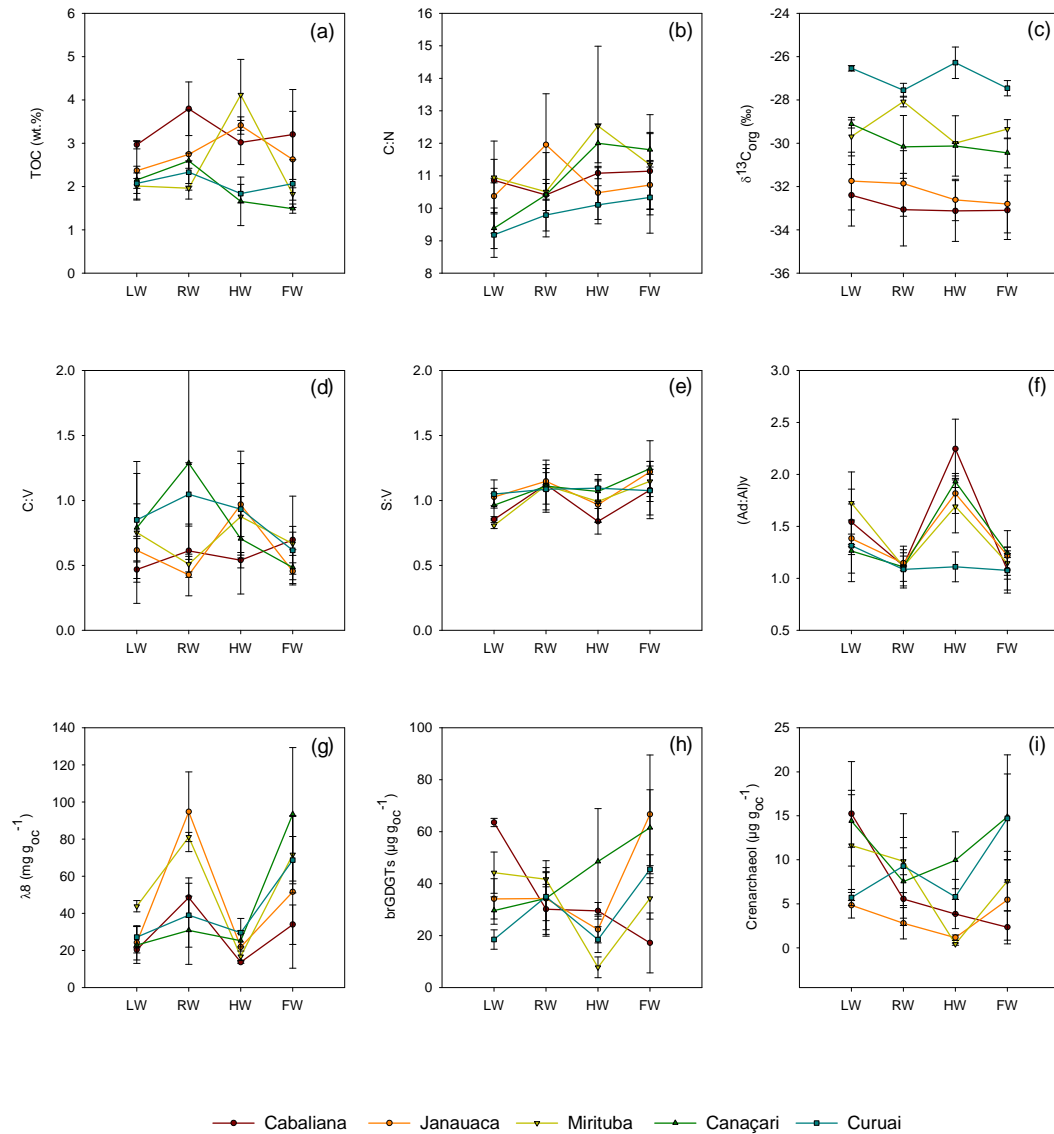 (a)
(b)
(c)
TOC (wt.%)
6
5
4
3
2
1
0
LW RW HW FW
C:N
16
15
14
13
12
11
10
9
8
LW RW HW FW
δ¹³Corg (‰)
-24
-26
-28
-30
-32
-34
-36
LW RW HW FW
(d)
(e)
(f)
C:V
2.0
1.5
1.0
0.5
0.0
LW RW HW FW
S:V
2.0
1.5
1.0
0.5
0.0
LW RW HW FW
(Ad:Al)v
3.0
2.5
2.0
1.5
1.0
0.5
LW RW HW FW
(g)
(h)
(i)
λ8 (mg goc⁻¹)
140
120
100
80
60
40
20
0
LW RW HW FW
brGDGTs (µg goc⁻¹)
100
80
60
40
20
0
LW RW HW FW
Crenarchaeol (µg goc⁻¹)
25
20
15
10
5
0
LW RW HW FW
Cabaliana Janauaca Mirituba Canaçari Curuai